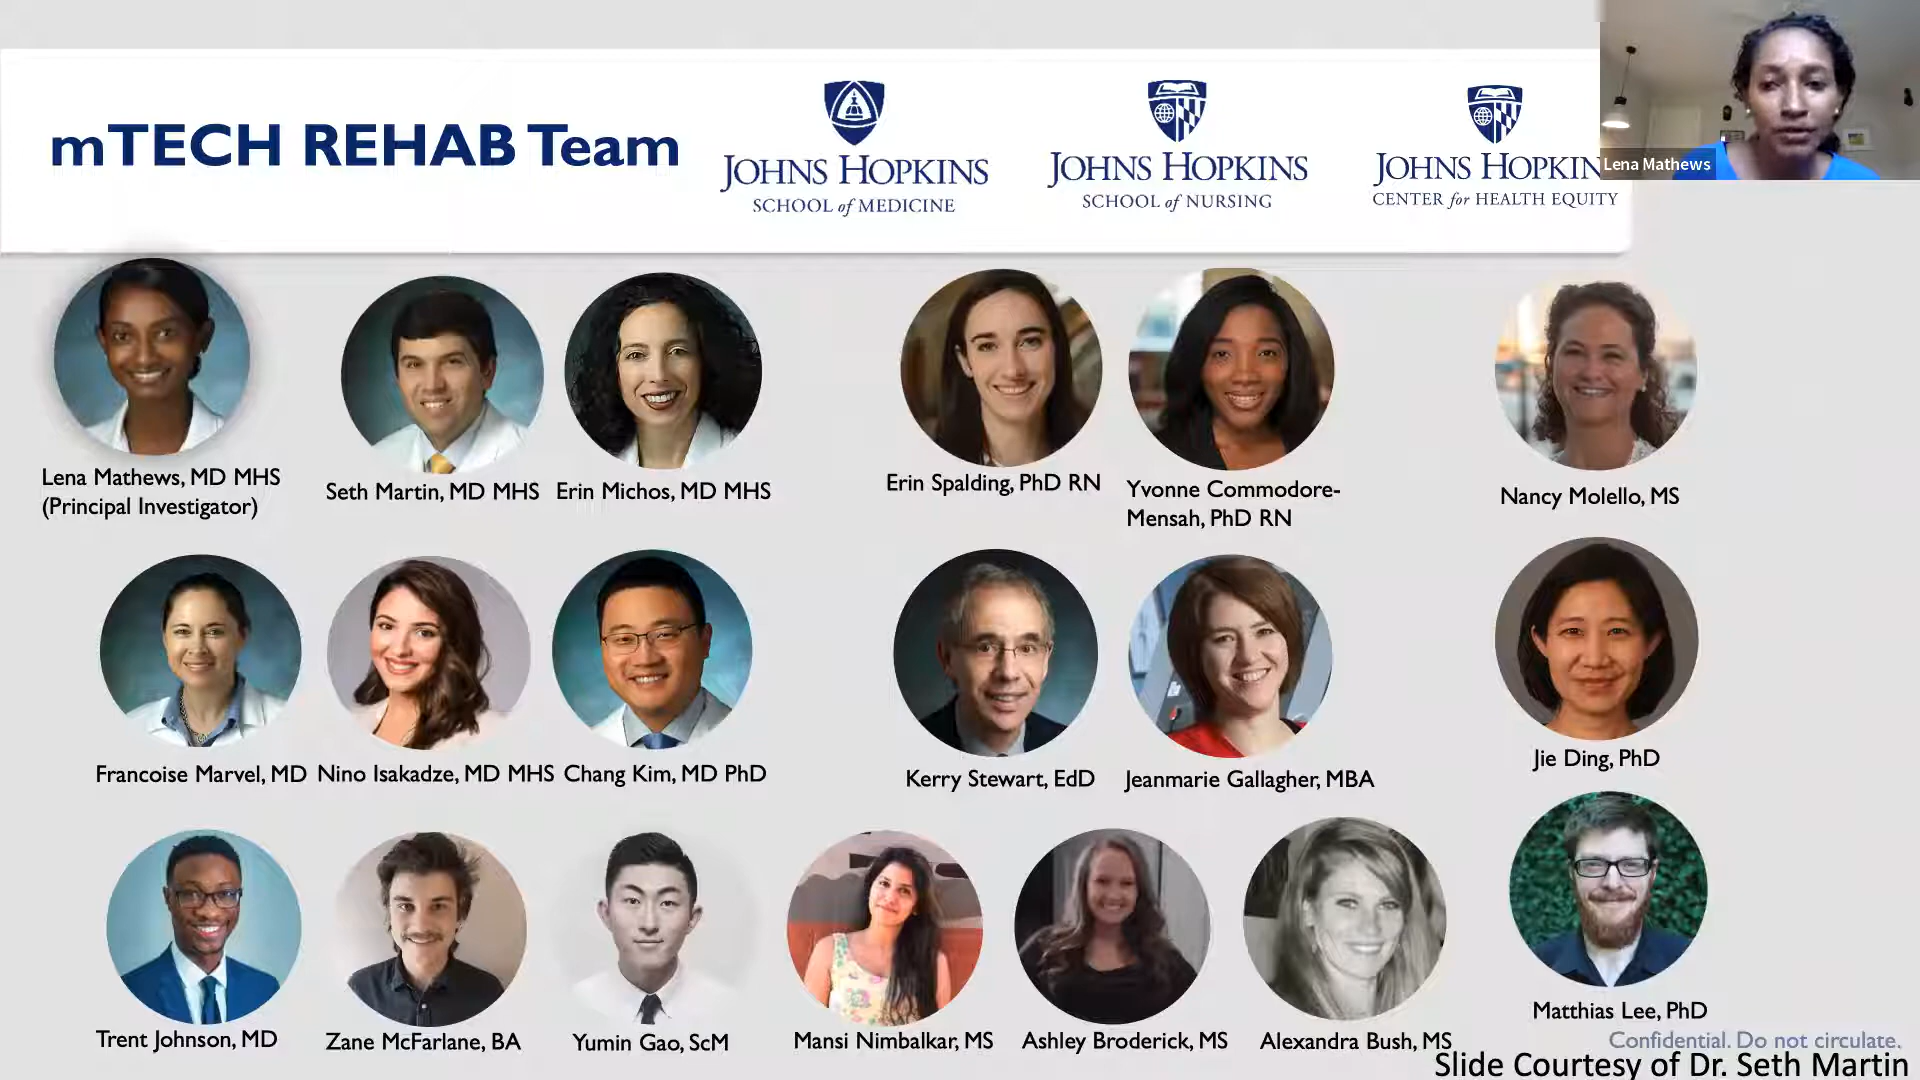 mTECH REHAB Team
JOHNS HOPKINS
SCHOOL of MEDICINE
JOHNS HOPKINS
SCHOOL of NURSING
JOHNS HOPKIN
CENTER for HEALTH EQUITY
Lena Mathews
Lena Mathews, MD MHS
(Principal Investigator)
Seth Martin, MD MHS
Erin Michos, MD MHS
Erin Spalding, PhD RN
Yvonne Commodore-
Mensah, PhD RN
Nancy Molello, MS
Francoise Marvel, MD
Nino Isakadze, MD MHS
Chang Kim, MD PhD
Kerry Stewart, EdD
Jeanmarie Gallagher, MBA
Jie Ding, PhD
Trent Johnson, MD
Zane McFarlane, BA
Yumin Gao, ScM
Mansi Nimbalkar, MS
Ashley Broderick, MS
Alexandra Bush, MS
Matthias Lee, PhD
Confidential. Do not circulate.
Slide Courtesy of Dr. Seth Martin